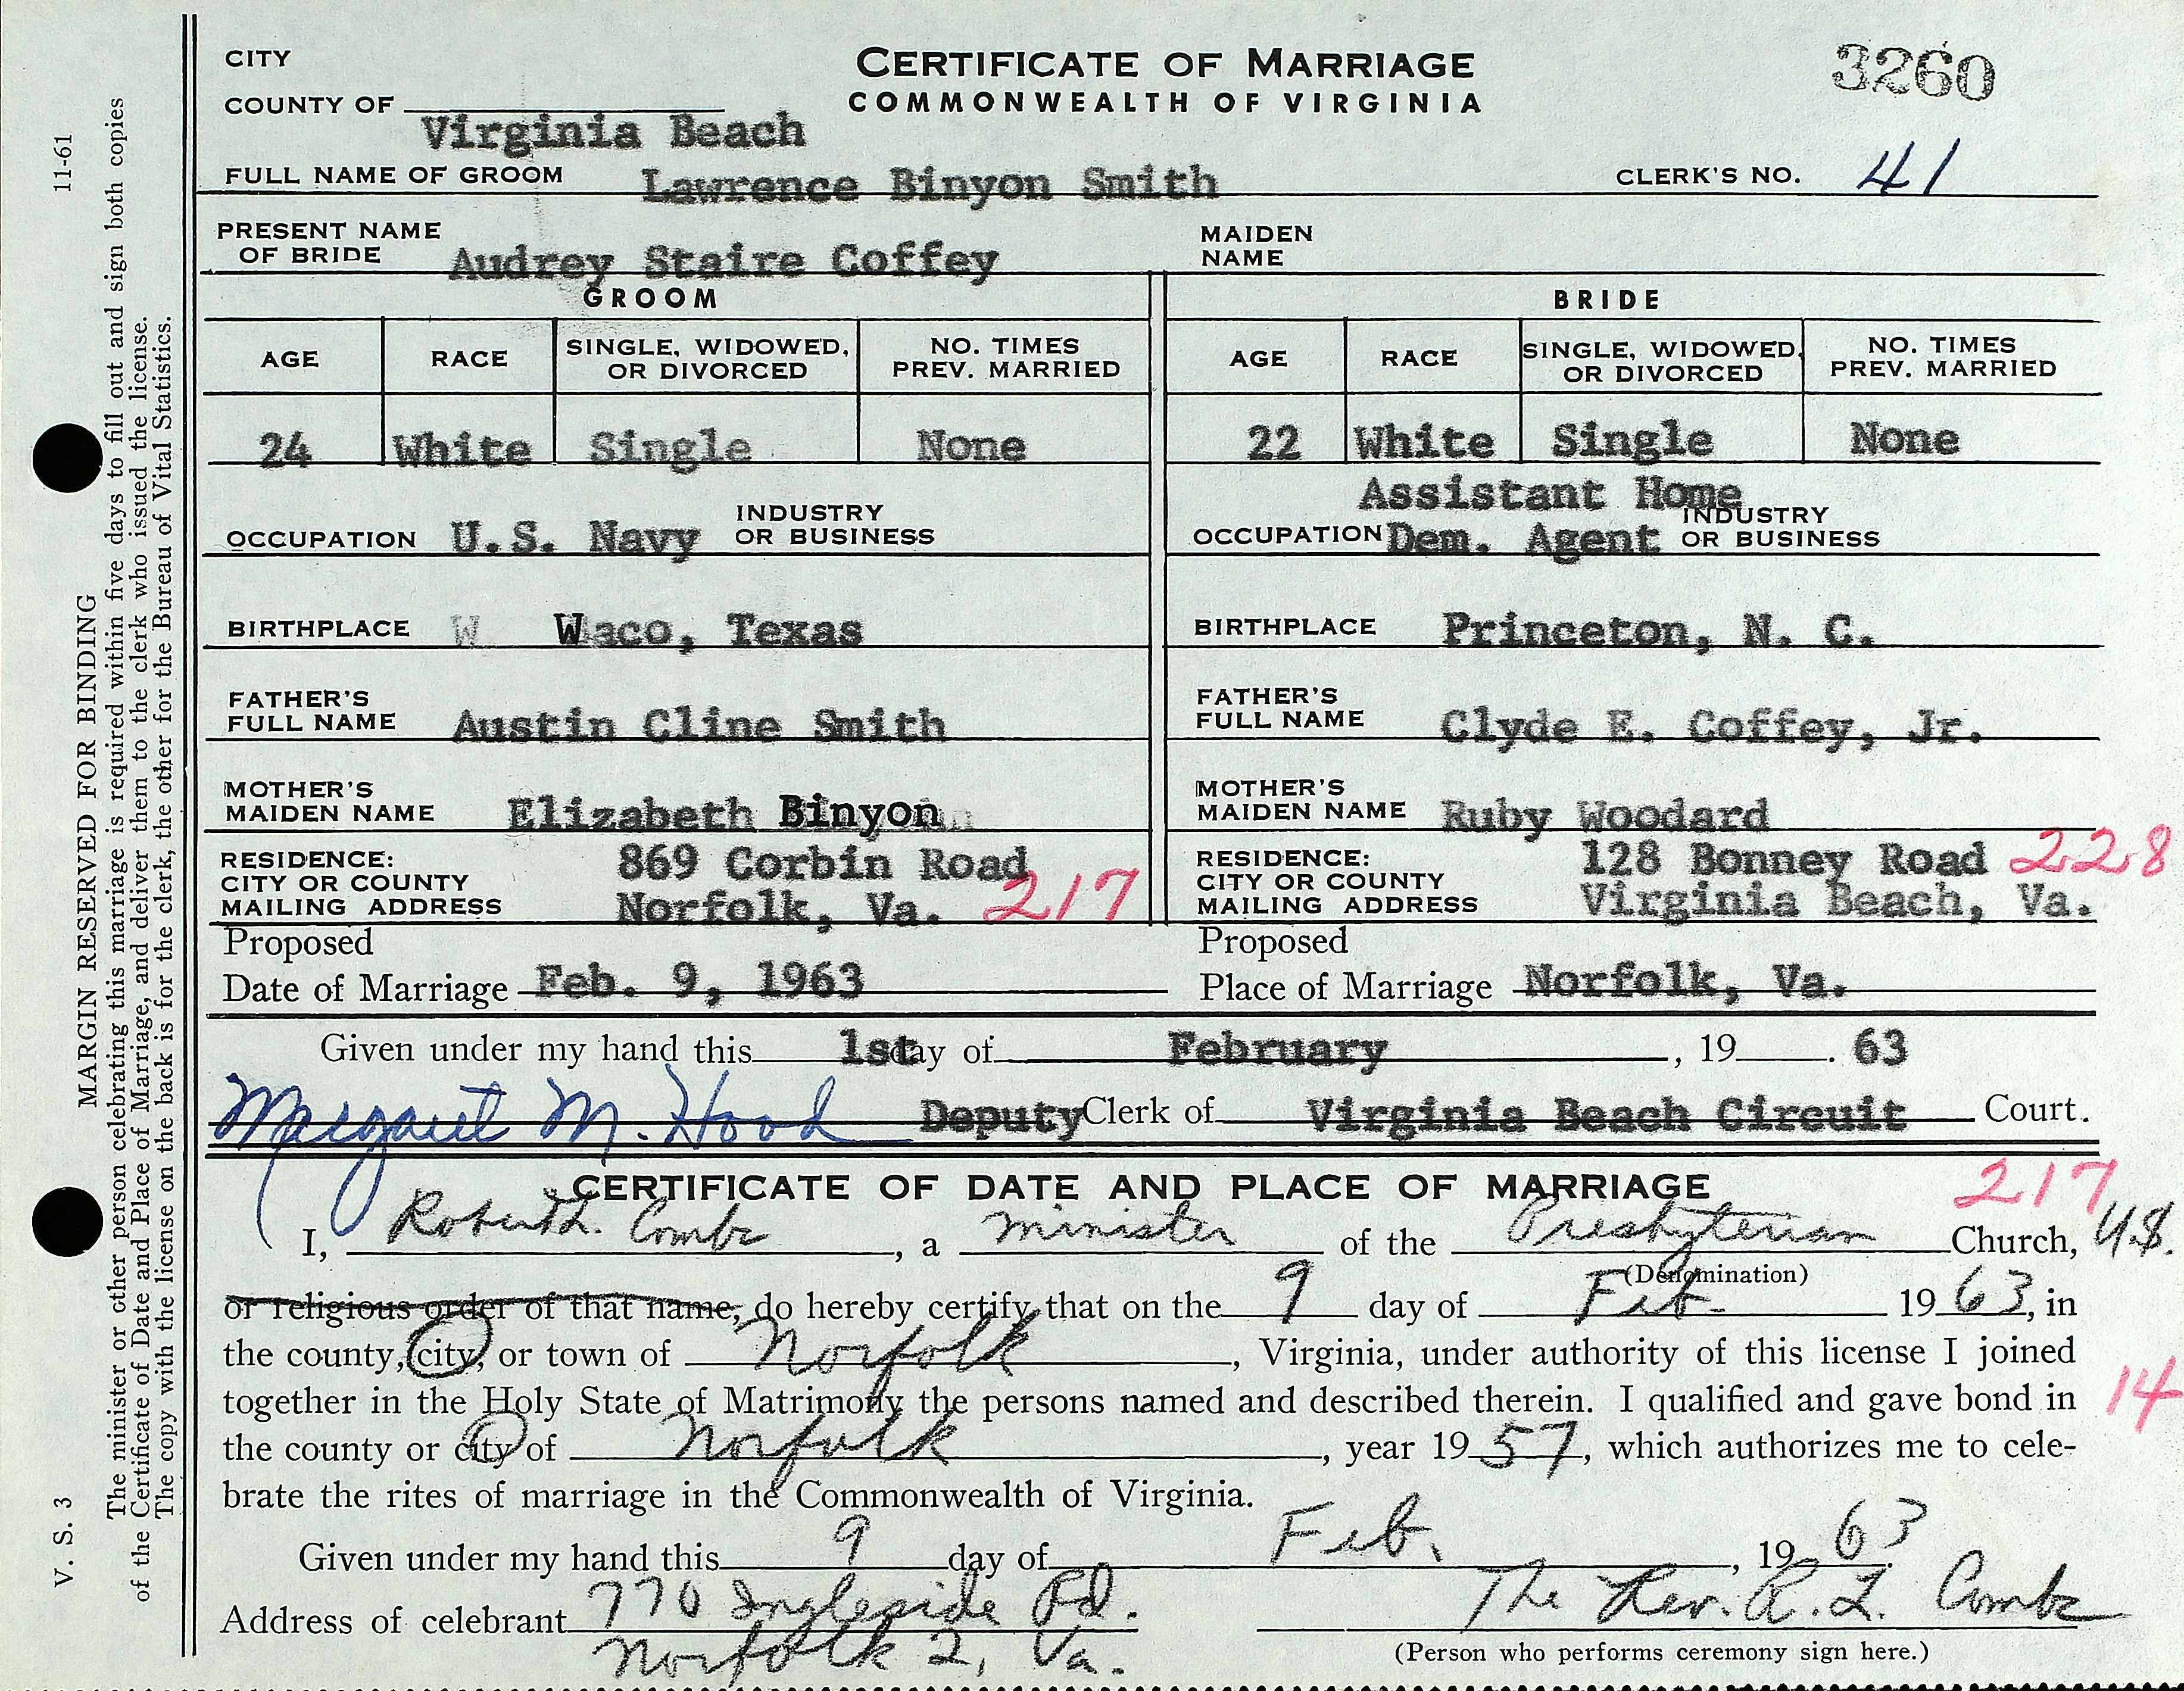 CITY
CERTIFICATE OF MARRIAGE
3260
COUNTY OF
COMMONWEALTH OF VIRGINIA
Virginia Beach
FULL NAME OF GROOM Lawrence Binyon Smith CLERK'S NO. 41
PRESENT NAME OF BRIDE Audrey Staire Coffey MAIDEN NAME
GROOM BRIDE
AGE RACE SINGLE, WIDOWED, OR DIVORCED NO. TIMES PREV. MARRIED AGE RACE SINGLE, WIDOWED, OR DIVORCED NO. TIMES PREV. MARRIED
24 White Single None 22 White Single None
OCCUPATION U.S. Navy INDUSTRY OR BUSINESS OCCUPATION Assistant Home Dem. Agent INDUSTRY OR BUSINESS
BIRTHPLACE W Waco, Texas BIRTHPLACE Princeton, N. C.
FATHER'S FULL NAME Austin Cline Smith FATHER'S FULL NAME Clyde E. Coffey, Jr.
MOTHER'S MAIDEN NAME Elizabeth Binyon MOTHER'S MAIDEN NAME Ruby Woodard
RESIDENCE: 869 Corbin Road RESIDENCE: 128 Bonney Road 228
CITY OR COUNTY CITY OR COUNTY
MAILING ADDRESS Norfolk, Va. 217 MAILING ADDRESS Virginia Beach, Va.
Proposed Proposed
Date of Marriage Feb. 9, 1963 Place of Marriage Norfolk, Va.
Given under my hand this 1st day of February, 19 . 63
Margaret M. Hood Deputy Clerk of Virginia Beach Circuit Court.
CERTIFICATE OF DATE AND PLACE OF MARRIAGE 217
I, Robert L. Combs, a minister of the Presbyterian Church, U.S.
(Denomination)
or religious order of that name, do hereby certify that on the 9 day of Feb. 1963, in
the county, city, or town of Norfolk, Virginia, under authority of this license I joined
together in the Holy State of Matrimony the persons named and described therein. I qualified and gave bond in 14
the county or city of Norfolk, year 1957, which authorizes me to cele-
brate the rites of marriage in the Commonwealth of Virginia.
Given under my hand this 9 day of Feb., 1963.
Address of celebrant 770 Ingleside Rd. The Rev. R. L. Combs
Norfolk 2, Va. (Person who performs ceremony sign here.)
11-61
V. S. 3
MARGIN RESERVED FOR BINDING
The minister or other person celebrating this marriage is required within five days to fill out and sign both copies
of the Certificate of Date and Place of Marriage, and deliver them to the clerk who issued the license.
The copy with the license on the back is for the clerk, the other for the Bureau of Vital Statistics.